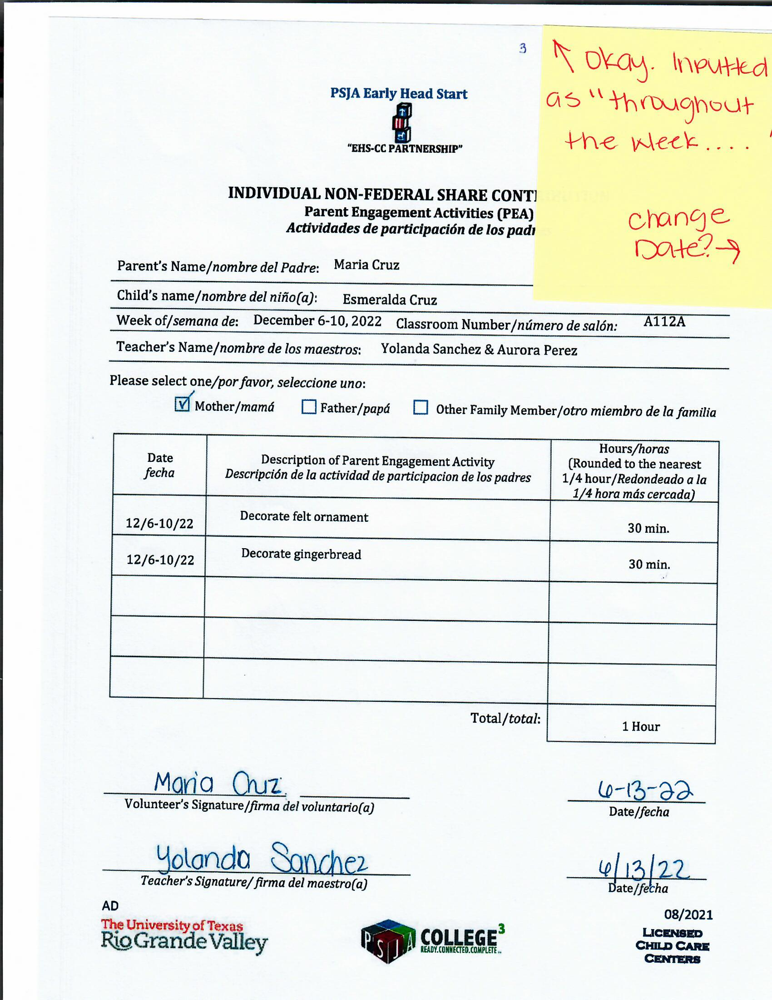 3
↑ Okay. Inputted
as "throughout
the week....
change
Date?→
PSJA Early Head Start
"EHS-CC PARTNERSHIP"
INDIVIDUAL NON-FEDERAL SHARE
Parent Engagement Activities (PEA)
Actividades de participación de los
Parent's Name/nombre del Padre: Maria Cruz
Child's name/nombre del niño(a): Esmeralda Cruz
Week of/semana de: December 6-10, 2022 Classroom Number/número de salón: A112A
Teacher's Name/nombre de los maestros: Yolanda Sanchez & Aurora Perez
Please select one/por favor, seleccione uno:
Mother/mamá Father/papá Other Family Member/otro miembro de la familia
Date
fecha
Description of Parent Engagement Activity
Descripción de la actividad de participacion de los padres
Hours/horas
(Rounded to the nearest
1/4 hour/Redondeado a la
1/4 hora más cercada)
12/6-10/22 Decorate felt ornament 30 min.
12/6-10/22 Decorate gingerbread 30 min.
Total/total: 1 Hour
Maria Cruz. 6-13-22
Volunteer's Signature/firma del voluntario(a) Date/fecha
Yolanda Sanchez 6/13/22
Teacher's Signature/ firma del maestro(a) Date/fecha
AD
08/2021
The University of Texas
RioGrandeValley
PSJA
COLLEGE³
READY.CONNECTED.COMPLETE..
LICENSED
CHILD CARE
CENTERS